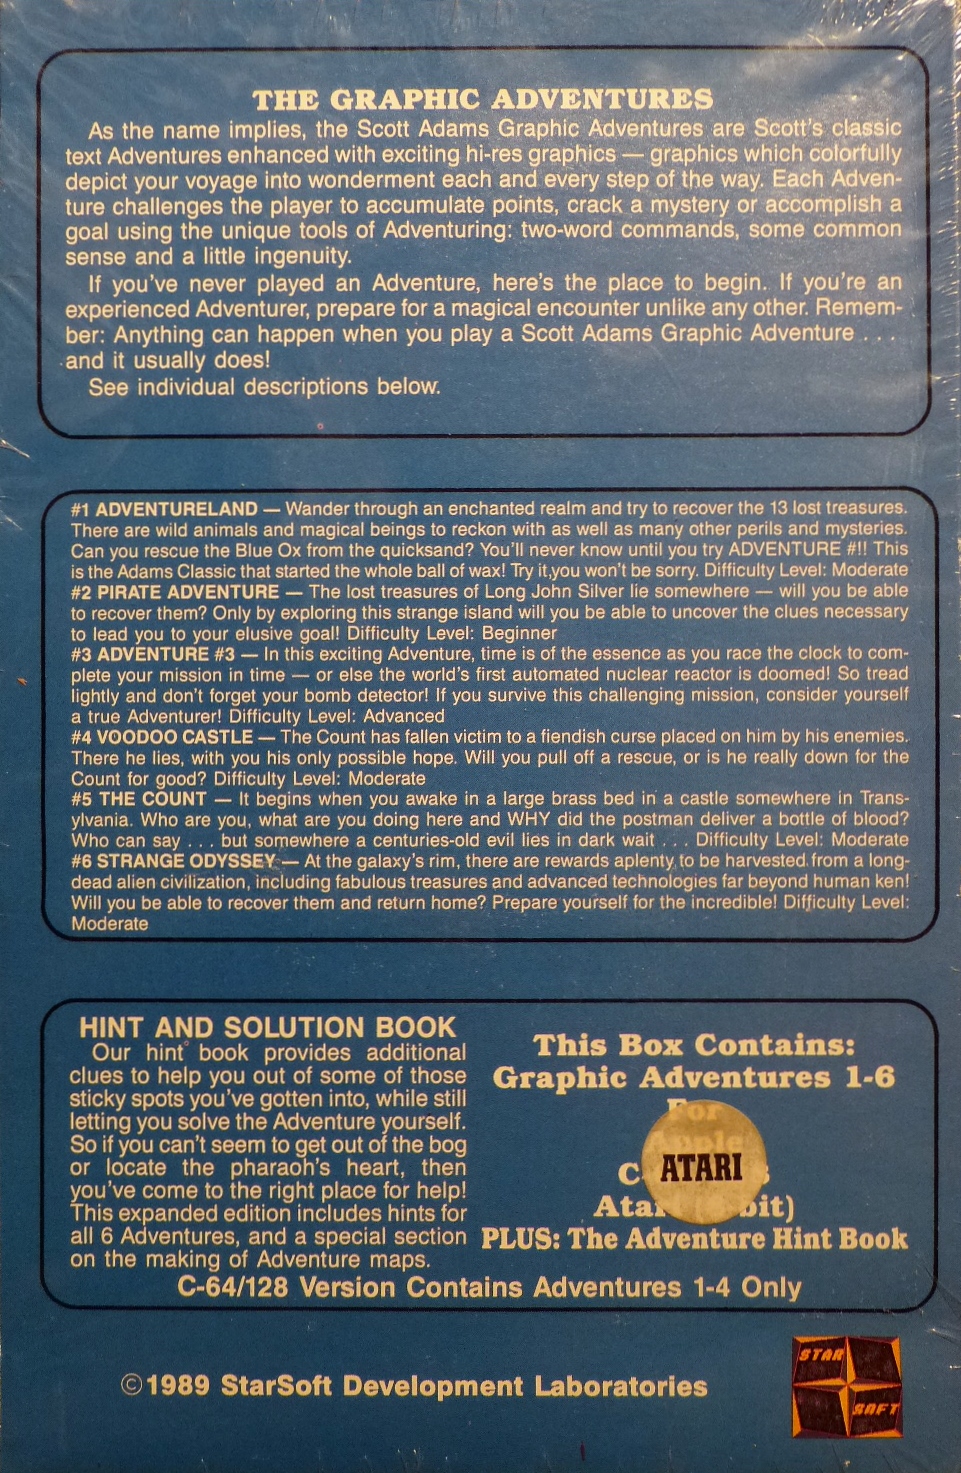 THE GRAPHIC ADVENTURES
As the name implies, the Scott Adams Graphic Adventures are Scott's classic
text Adventures enhanced with exciting hi-res graphics — graphics which colorfully
depict your voyage into wonderment each and every step of the way. Each Adven-
ture challenges the player to accumulate points, crack a mystery or accomplish a
goal using the unique tools of Adventuring: two-word commands, some common
sense and a little ingenuity.
If you've never played an Adventure, here's the place to begin. If you're an
experienced Adventurer, prepare for a magical encounter unlike any other. Remem-
ber: Anything can happen when you play a Scott Adams Graphic Adventure . . .
and it usually does!
See individual descriptions below.
#1 ADVENTURELAND — Wander through an enchanted realm and try to recover the 13 lost treasures.
There are wild animals and magical beings to reckon with as well as many other perils and mysteries.
Can you rescue the Blue Ox from the quicksand? You'll never know until you try ADVENTURE #!! This
is the Adams Classic that started the whole ball of wax! Try it,you won't be sorry. Difficulty Level: Moderate
#2 PIRATE ADVENTURE — The lost treasures of Long John Silver lie somewhere — will you be able
to recover them? Only by exploring this strange island will you be able to uncover the clues necessary
to lead you to your elusive goal! Difficulty Level: Beginner
#3 ADVENTURE #3 — In this exciting Adventure, time is of the essence as you race the clock to com-
plete your mission in time — or else the world's first automated nuclear reactor is doomed! So tread
lightly and don't forget your bomb detector! If you survive this challenging mission, consider yourself
a true Adventurer! Difficulty Level: Advanced
#4 VOODOO CASTLE — The Count has fallen victim to a fiendish curse placed on him by his enemies.
There he lies, with you his only possible hope. Will you pull off a rescue, or is he really down for the
Count for good? Difficulty Level: Moderate
#5 THE COUNT — It begins when you awake in a large brass bed in a castle somewhere in Trans-
ylvania. Who are you, what are you doing here and WHY did the postman deliver a bottle of blood?
Who can say . . . but somewhere a centuries-old evil lies in dark wait . . . Difficulty Level: Moderate
#6 STRANGE ODYSSEY — At the galaxy's rim, there are rewards aplenty to be harvested from a long-
dead alien civilization, including fabulous treasures and advanced technologies far beyond human ken!
Will you be able to recover them and return home? Prepare yourself for the incredible! Difficulty Level:
Moderate
HINT AND SOLUTION BOOK
Our hint book provides additional
clues to help you out of some of those
sticky spots you've gotten into, while still
letting you solve the Adventure yourself.
So if you can't seem to get out of the bog
or locate the pharaoh's heart, then
you've come to the right place for help!
This expanded edition includes hints for
all 6 Adventures, and a special section
on the making of Adventure maps.
This Box Contains:
Graphic Adventures 1-6
For
Apple
ATARI
PLUS: The Adventure Hint Book
C-64/128 Version Contains Adventures 1-4 Only
©1989 StarSoft Development Laboratories
STAR
SOFT